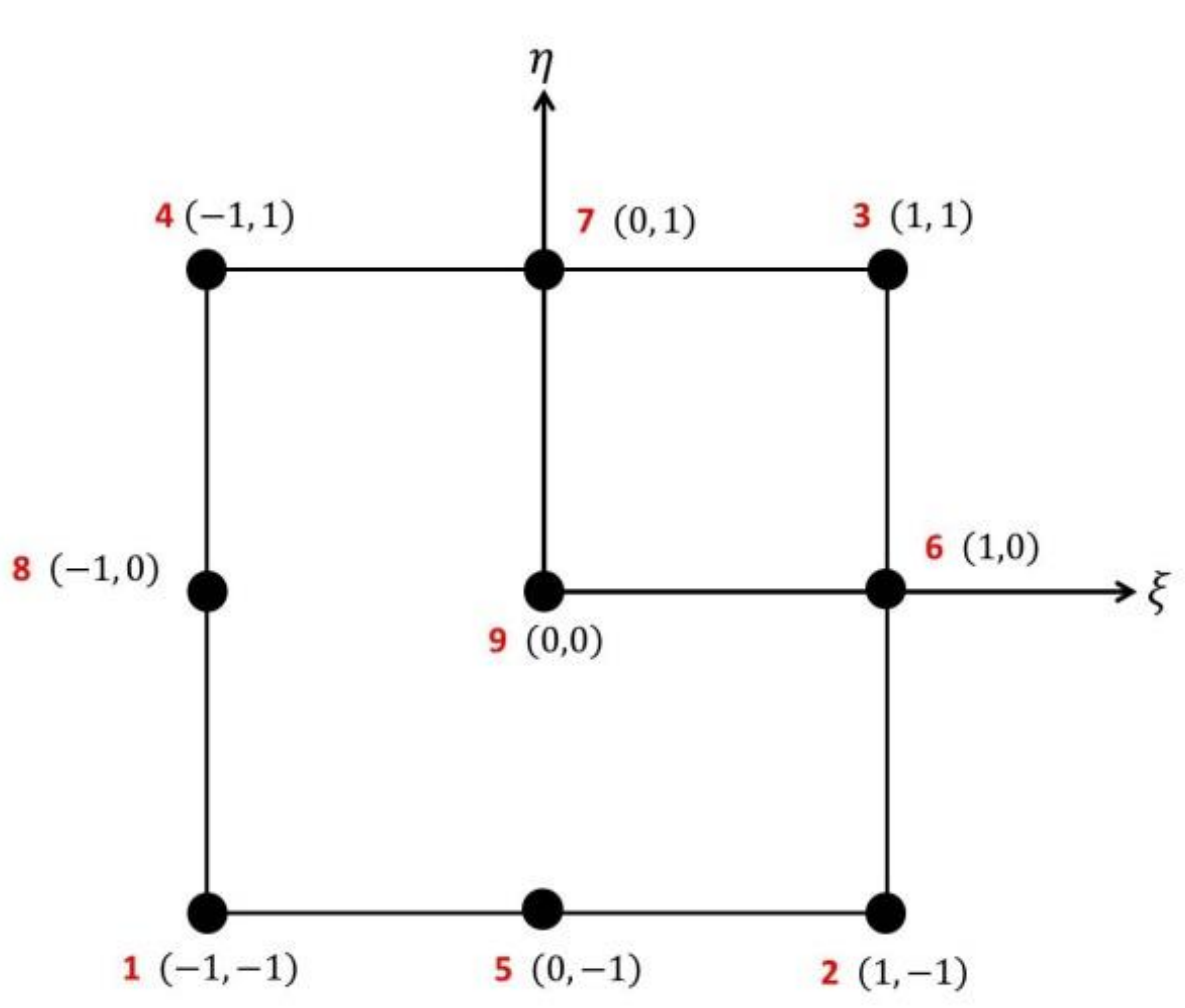 η
4 (−1, 1)
7 (0, 1)
3 (1, 1)
8 (−1, 0)
6 (1,0)
ξ
9 (0,0)
1 (−1, −1)
5 (0, −1)
2 (1, −1)